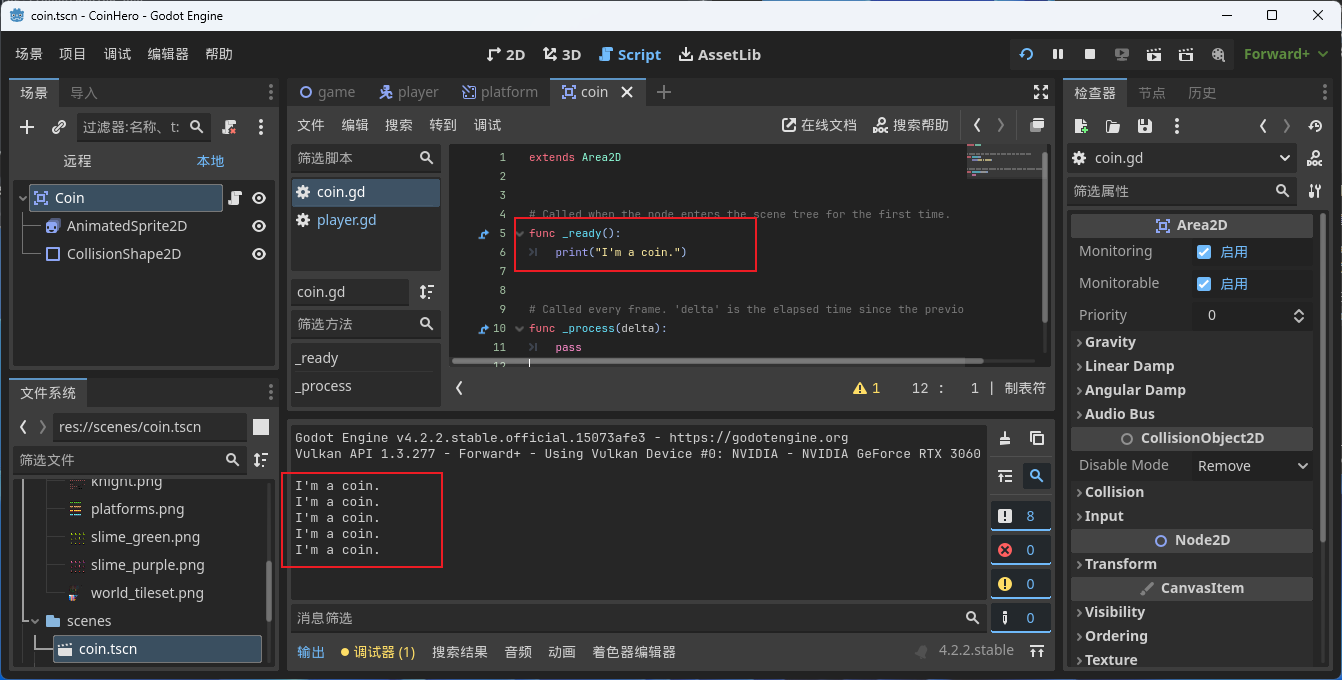 coin.tscn - CoinHero - Godot Engine
场景 项目 调试 编辑器 帮助
2D 3D Script AssetLib
Forward+
场景 导入
过滤器:名称、t:
远程 本地
Coin
AnimatedSprite2D
CollisionShape2D
文件系统
res://scenes/coin.tscn
筛选文件
knight.png
platforms.png
slime_green.png
slime_purple.png
world_tileset.png
scenes
coin.tscn
game player platform coin
文件 编辑 搜索 转到 调试
在线文档 搜索帮助
筛选脚本
coin.gd
player.gd
coin.gd
筛选方法
_ready
_process
1 extends Area2D
2
3
4 # Called when the node enters the scene tree for the first time.
5 func _ready():
6 print("I'm a coin.")
7
8
9 # Called every frame. 'delta' is the elapsed time since the previo
10 func _process(delta):
11 pass
12
1 12 : 1 | 制表符
Godot Engine v4.2.2.stable.official.15073afe3 - https://godotengine.org
Vulkan API 1.3.277 - Forward+ - Using Vulkan Device #0: NVIDIA - NVIDIA GeForce RTX 3060
I'm a coin.
I'm a coin.
I'm a coin.
I'm a coin.
I'm a coin.
8
0
0
0
消息筛选
输出 调试器 (1) 搜索结果 音频 动画 着色器编辑器
4.2.2.stable
检查器 节点 历史
coin.gd
DOC
筛选属性
Area2D
Monitoring 启用
Monitorable 启用
Priority 0
Gravity
Linear Damp
Angular Damp
Audio Bus
CollisionObject2D
Disable Mode Remove
Collision
Input
Node2D
Transform
CanvasItem
Visibility
Ordering
Texture